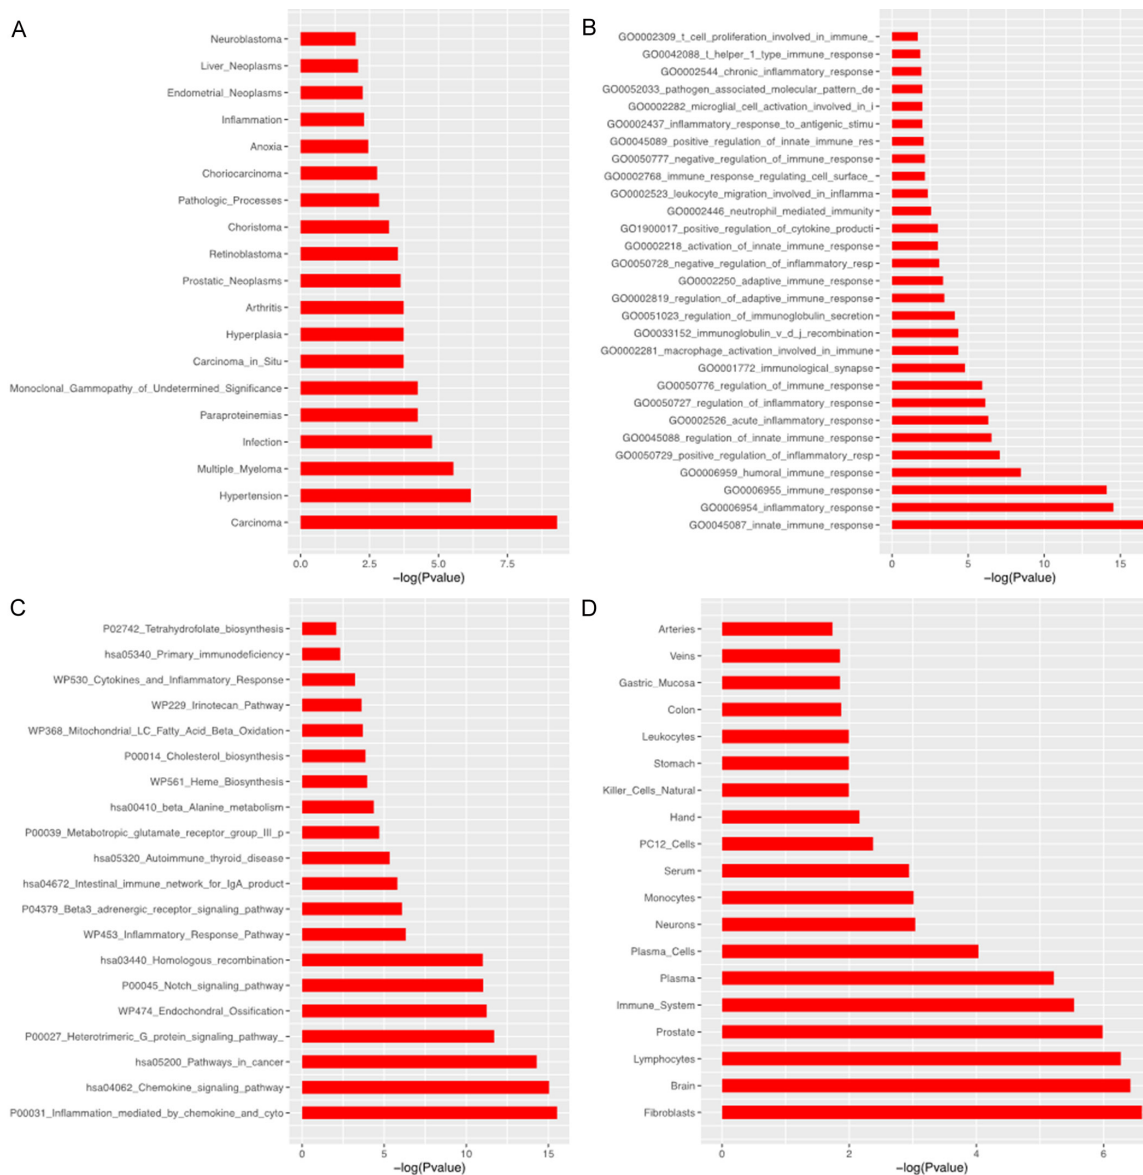 A
Neuroblastoma
Liver_Neoplasms
Endometrial_Neoplasms
Inflammation
Anoxia
Choriocarcinoma
Pathologic_Processes
Choristoma
Retinoblastoma
Prostatic_Neoplasms
Arthritis
Hyperplasia
Carcinoma_in_Situ
Monoclonal_Gammopathy_of_Undetermined_Significance
Paraproteinemias
Infection
Multiple_Myeloma
Hypertension
Carcinoma
0.0 2.5 5.0 7.5
-log(Pvalue)
B
GO0002309_t_cell_proliferation_involved_in_immune_
GO0042088_t_helper_1_type_immune_response
GO0002544_chronic_inflammatory_response
GO0052033_pathogen_associated_molecular_pattern_de
GO0002282_microglial_cell_activation_involved_in_i
GO0002437_inflammatory_response_to_antigenic_stimu
GO0045089_positive_regulation_of_innate_immune_res
GO0050777_negative_regulation_of_immune_response
GO0002768_immune_response_regulating_cell_surface_
GO0002523_leukocyte_migration_involved_in_inflamma
GO0002446_neutrophil_mediated_immunity
GO1900017_positive_regulation_of_cytokine_producti
GO0002218_activation_of_innate_immune_response
GO0050728_negative_regulation_of_inflammatory_resp
GO0002250_adaptive_immune_response
GO0002819_regulation_of_adaptive_immune_response
GO0051023_regulation_of_immunoglobulin_secretion
GO0033152_immunoglobulin_v_d_j_recombination
GO0002281_macrophage_activation_involved_in_immune
GO0001772_immunological_synapse
GO0050776_regulation_of_immune_response
GO0050727_regulation_of_inflammatory_response
GO0002526_acute_inflammatory_response
GO0045088_regulation_of_innate_immune_response
GO0050729_positive_regulation_of_inflammatory_resp
GO0006959_humoral_immune_response
GO0006955_immune_response
GO0006954_inflammatory_response
GO0045087_innate_immune_response
0 5 10 15
-log(Pvalue)
C
P02742_Tetrahydrofolate_biosynthesis
hsa05340_Primary_immunodeficiency
WP530_Cytokines_and_Inflammatory_Response
WP229_Irinotecan_Pathway
WP368_Mitochondrial_LC_Fatty_Acid_Beta_Oxidation
P00014_Cholesterol_biosynthesis
WP561_Heme_Biosynthesis
hsa00410_beta_Alanine_metabolism
P00039_Metabotropic_glutamate_receptor_group_III_p
hsa05320_Autoimmune_thyroid_disease
hsa04672_Intestinal_immune_network_for_IgA_product
P04379_Beta3_adrenergic_receptor_signaling_pathway
WP453_Inflammatory_Response_Pathway
hsa03440_Homologous_recombination
P00045_Notch_signaling_pathway
WP474_Endochondral_Ossification
P00027_Heterotrimeric_G_protein_signaling_pathway_
hsa05200_Pathways_in_cancer
hsa04062_Chemokine_signaling_pathway
P00031_Inflammation_mediated_by_chemokine_and_cyto
0 5 10 15
-log(Pvalue)
D
Arteries
Veins
Gastric_Mucosa
Colon
Leukocytes
Stomach
Killer_Cells_Natural
Hand
PC12_Cells
Serum
Monocytes
Neurons
Plasma_Cells
Plasma
Immune_System
Prostate
Lymphocytes
Brain
Fibroblasts
0 2 4 6
-log(Pvalue)